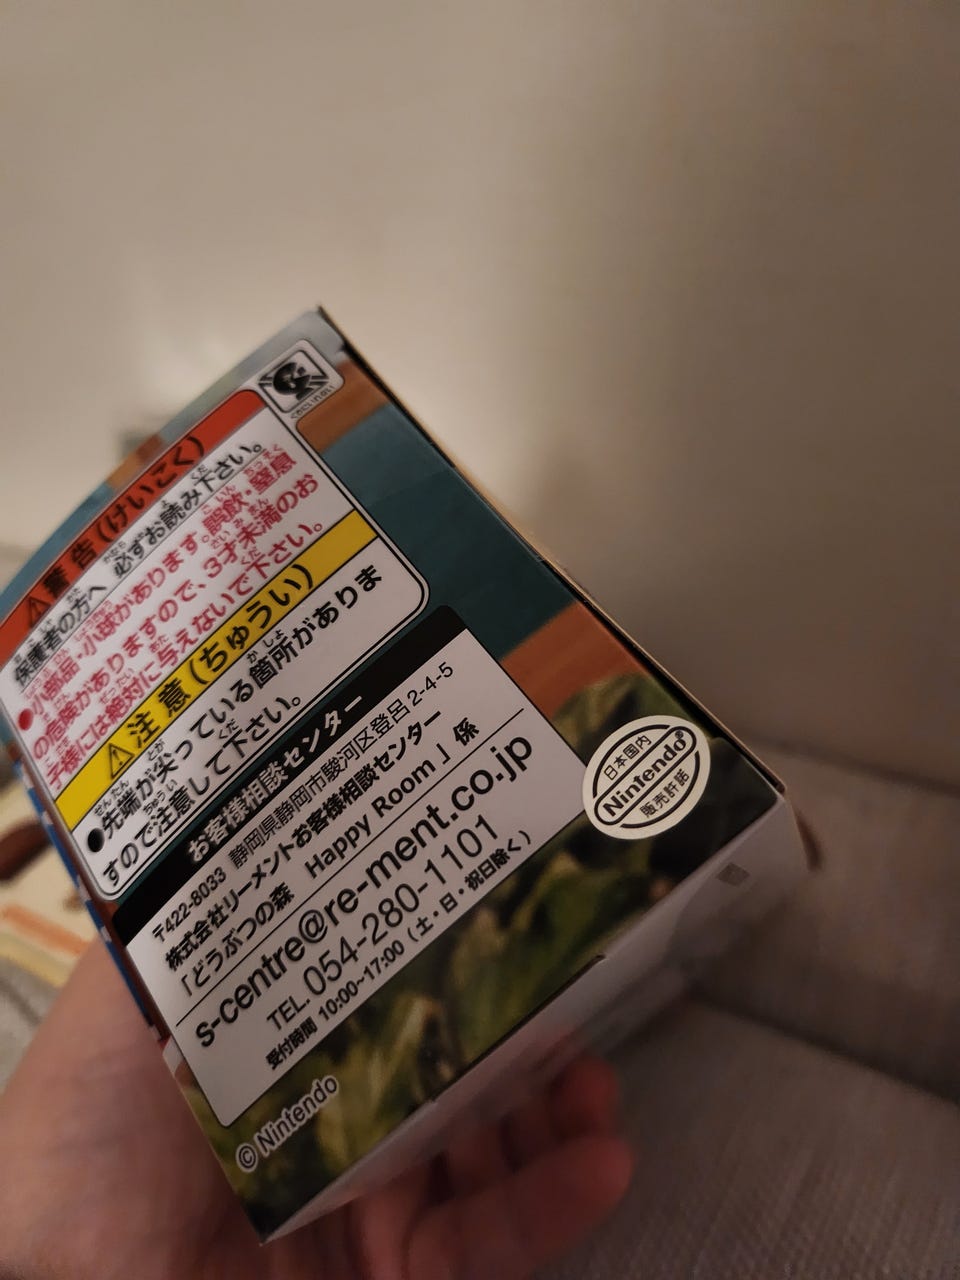 くちにいれない
⚠警告(けいこく)
保護者の方へ 必ずお読み下さい。
●小部品・小球があります。誤飲・窒息
の危険がありますので、3才未満のお
子様には絶対に与えないで下さい。
⚠注意(ちゅうい)
●先端が尖っている箇所がありま
すので注意して下さい。
お客様相談センター
〒422-8033 静岡県静岡市駿河区登呂2-4-5
株式会社リーメントお客様相談センター
「どうぶつの森 Happy Room」係
s-centre@re-ment.co.jp
TEL. 054-280-1101
受付時間 10:00~17:00 (土・日・祝日除く)
© Nintendo
日本国内
Nintendo®
販売許諾